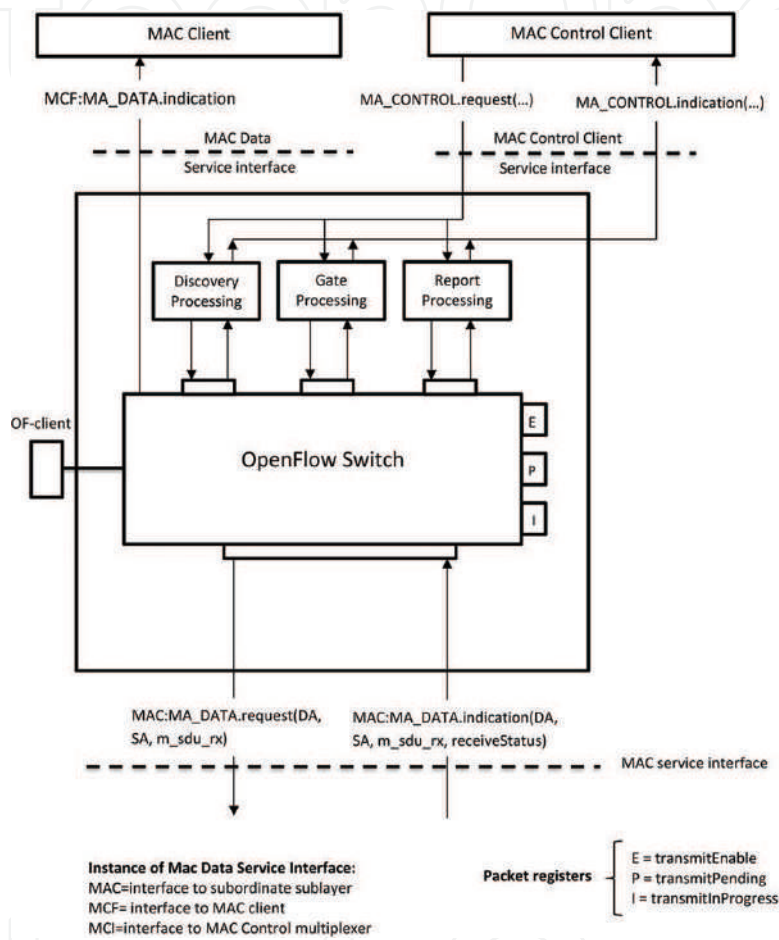 MAC Client
MAC Control Client
MCF:MA_DATA.indication
MA_CONTROL.request(...)
MA_CONTROL.indication(...)
MAC Data
Service interface
MAC Control Client
Service interface
Discovery
Processing
Gate
Processing
Report
Processing
OF-client
OpenFlow Switch
E
P
I
MAC:MA_DATA.request(DA,
SA, m_sdu_rx)
MAC:MA_DATA.indication(DA,
SA, m_sdu_rx, receiveStatus)
MAC service interface
Instance of Mac Data Service Interface:
MAC=interface to subordinate sublayer
MCF= interface to MAC client
MCI=interface to MAC Control multiplexer
Packet registers
E = transmitEnable
P = transmitPending
I = transmitInProgress